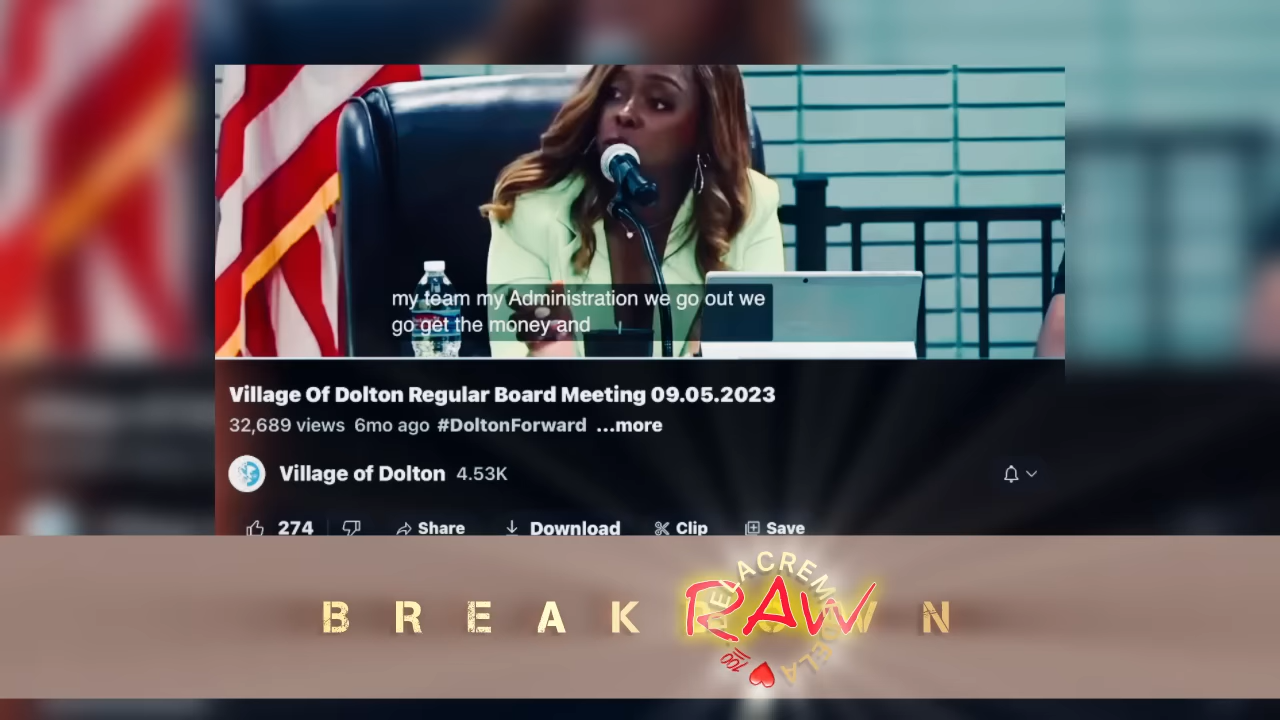 my team my Administration we go out we
go get the money and
Village Of Dolton Regular Board Meeting 09.05.2023
32,689 views 6mo ago #DoltonForward ...more
Village of Dolton 4.53K
274 Share Download Clip Save
BREAK
N
RAW
100